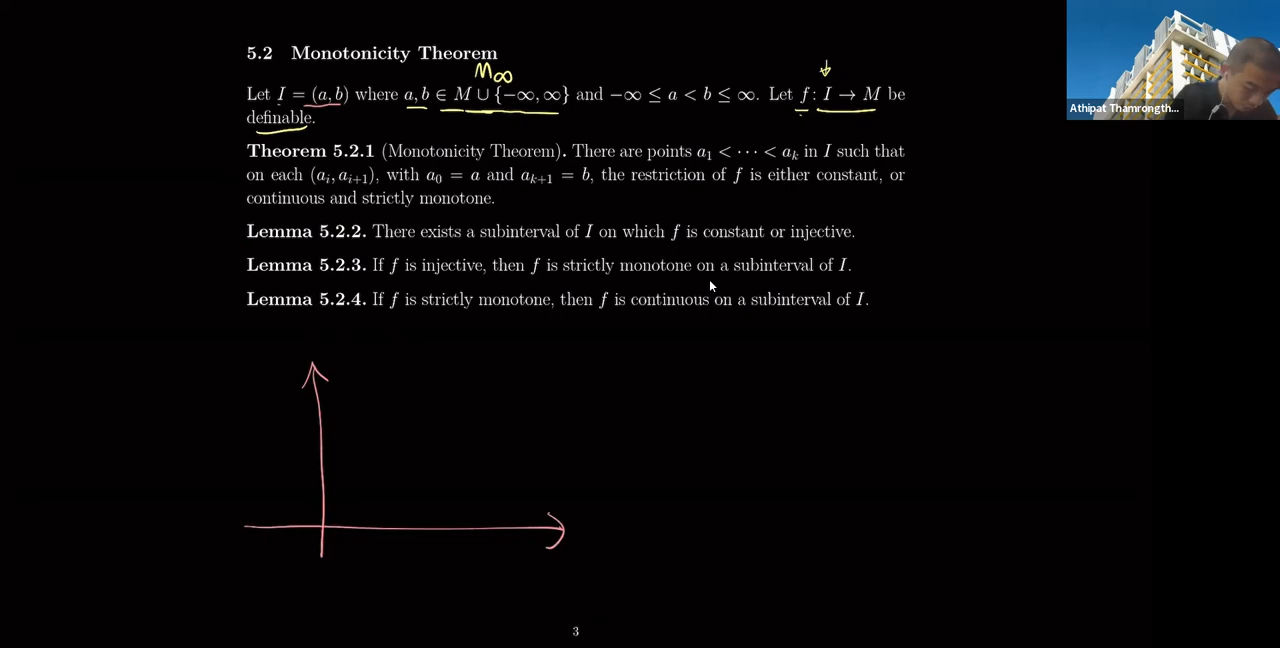 5.2 Monotonicity Theorem
M∞
Let I = (a, b) where a, b ∈ M ∪ {−∞, ∞} and −∞ ≤ a < b ≤ ∞. Let f : I → M be
definable.
Theorem 5.2.1 (Monotonicity Theorem). There are points a₁ < ⋯ < aₖ in I such that
on each (aᵢ, aᵢ₊₁), with a₀ = a and aₖ₊₁ = b, the restriction of f is either constant, or
continuous and strictly monotone.
Lemma 5.2.2. There exists a subinterval of I on which f is constant or injective.
Lemma 5.2.3. If f is injective, then f is strictly monotone on a subinterval of I.
Lemma 5.2.4. If f is strictly monotone, then f is continuous on a subinterval of I.
3
Athipat Thamrongth...